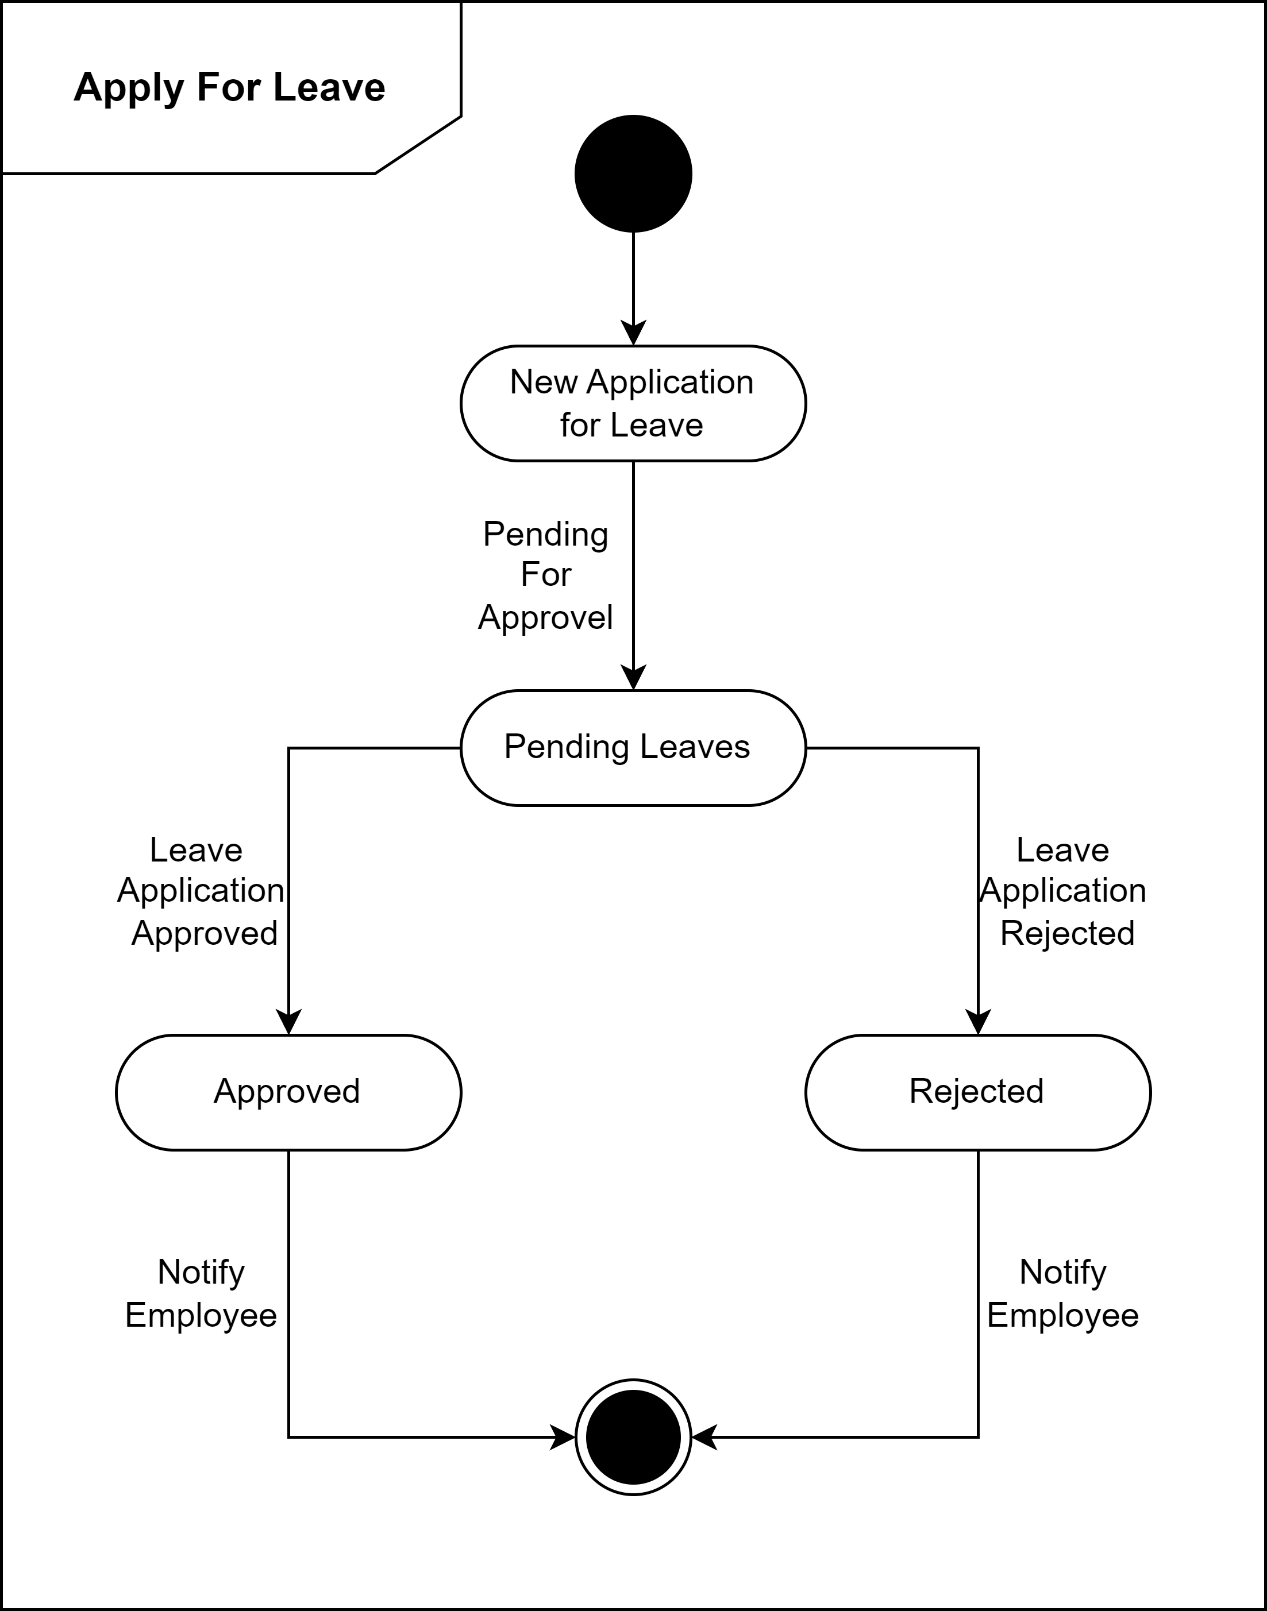 Apply For Leave
New Application
for Leave
Pending
For
Approvel
Pending Leaves
Leave
Application
Approved
Leave
Application
Rejected
Approved
Rejected
Notify
Employee
Notify
Employee